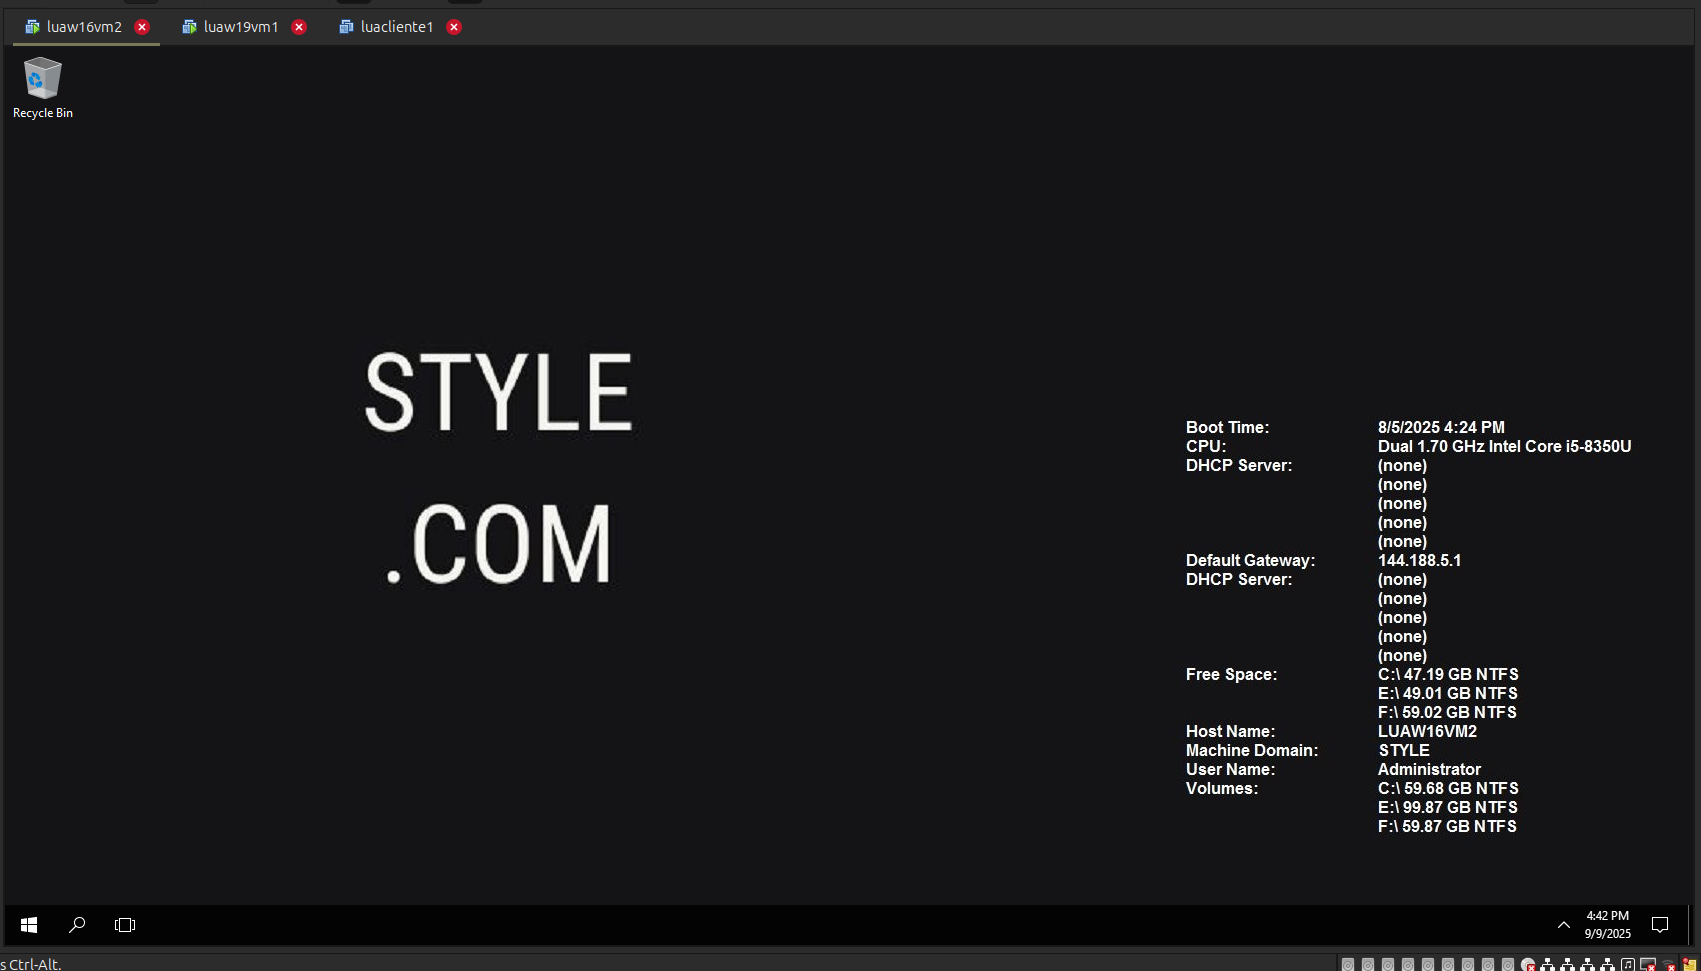 luaw16vm2 luaw19vm1 luacliente1
Recycle Bin
STYLE
.COM
Boot Time: 8/5/2025 4:24 PM
CPU: Dual 1.70 GHz Intel Core i5-8350U
DHCP Server: (none)
(none)
(none)
(none)
(none)
Default Gateway: 144.188.5.1
DHCP Server: (none)
(none)
(none)
(none)
(none)
Free Space: C:\ 47.19 GB NTFS
E:\ 49.01 GB NTFS
F:\ 59.02 GB NTFS
Host Name: LUAW16VM2
Machine Domain: STYLE
User Name: Administrator
Volumes: C:\ 59.68 GB NTFS
E:\ 99.87 GB NTFS
F:\ 59.87 GB NTFS
4:42 PM
9/9/2025
s Ctrl-Alt.